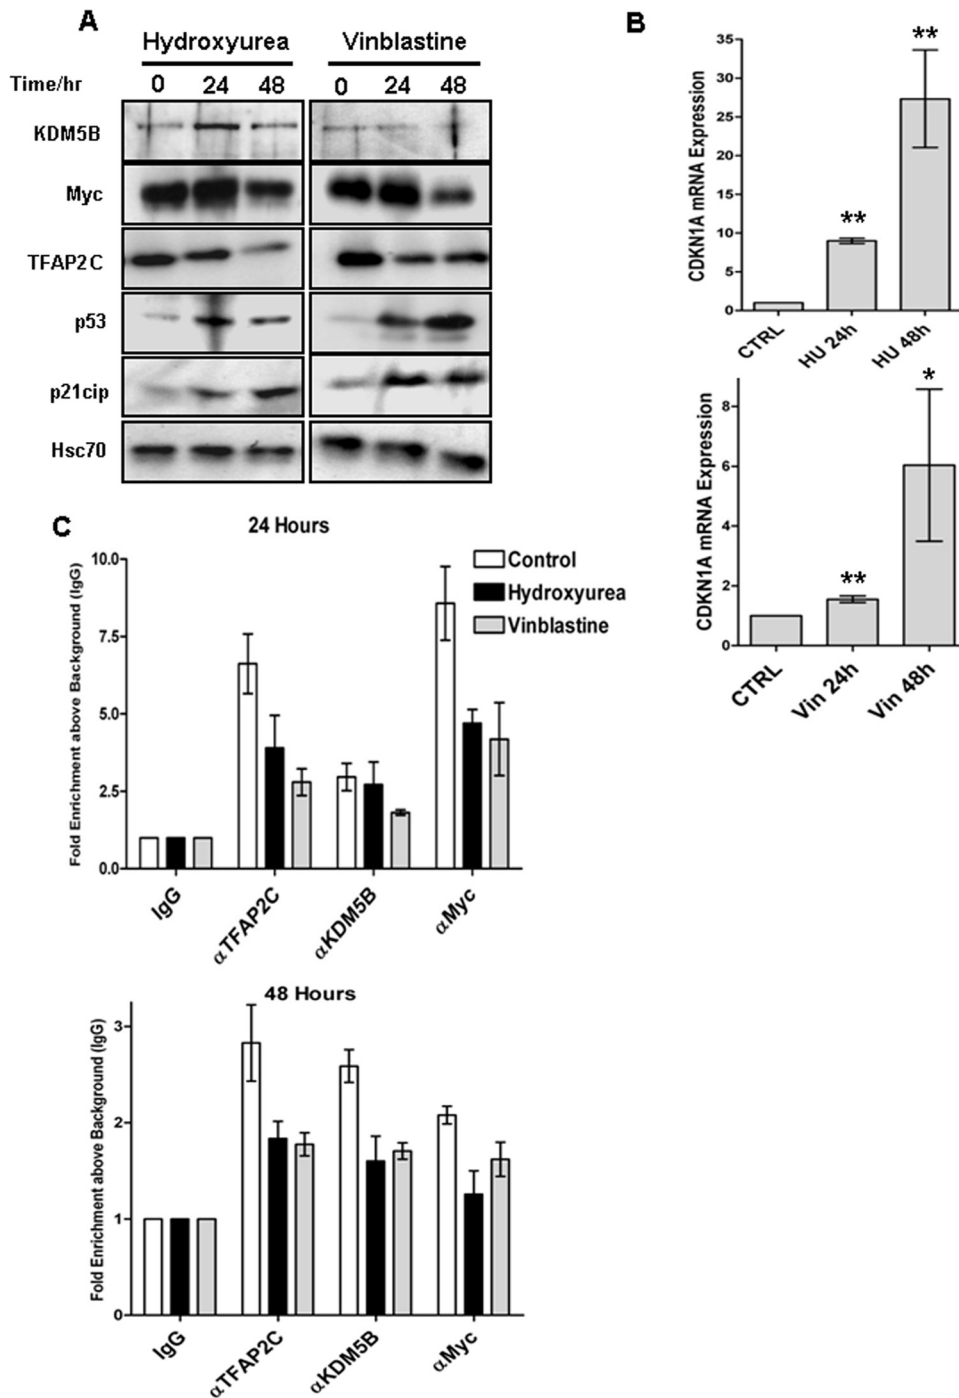 A
Hydroxyurea Vinblastine
Time/hr 0 24 48 0 24 48
KDM5B
Myc
TFAP2C
p53
p21cip
Hsc70
B
CDKN1A mRNA Expression
35
30
25
20
15
10
5
0
** **
CTRL HU 24h HU 48h
CDKN1A mRNA Expression
8
6
4
2
0
** *
CTRL Vin 24h Vin 48h
C
24 Hours
Control
Hydroxyurea
Vinblastine
Fold Enrichment above Background (IgG)
10.0
7.5
5.0
2.5
0.0
IgG αTFAP2C αKDM5B αMyc
48 Hours
Fold Enrichment above Background (IgG)
3
2
1
0
IgG αTFAP2C αKDM5B αMyc